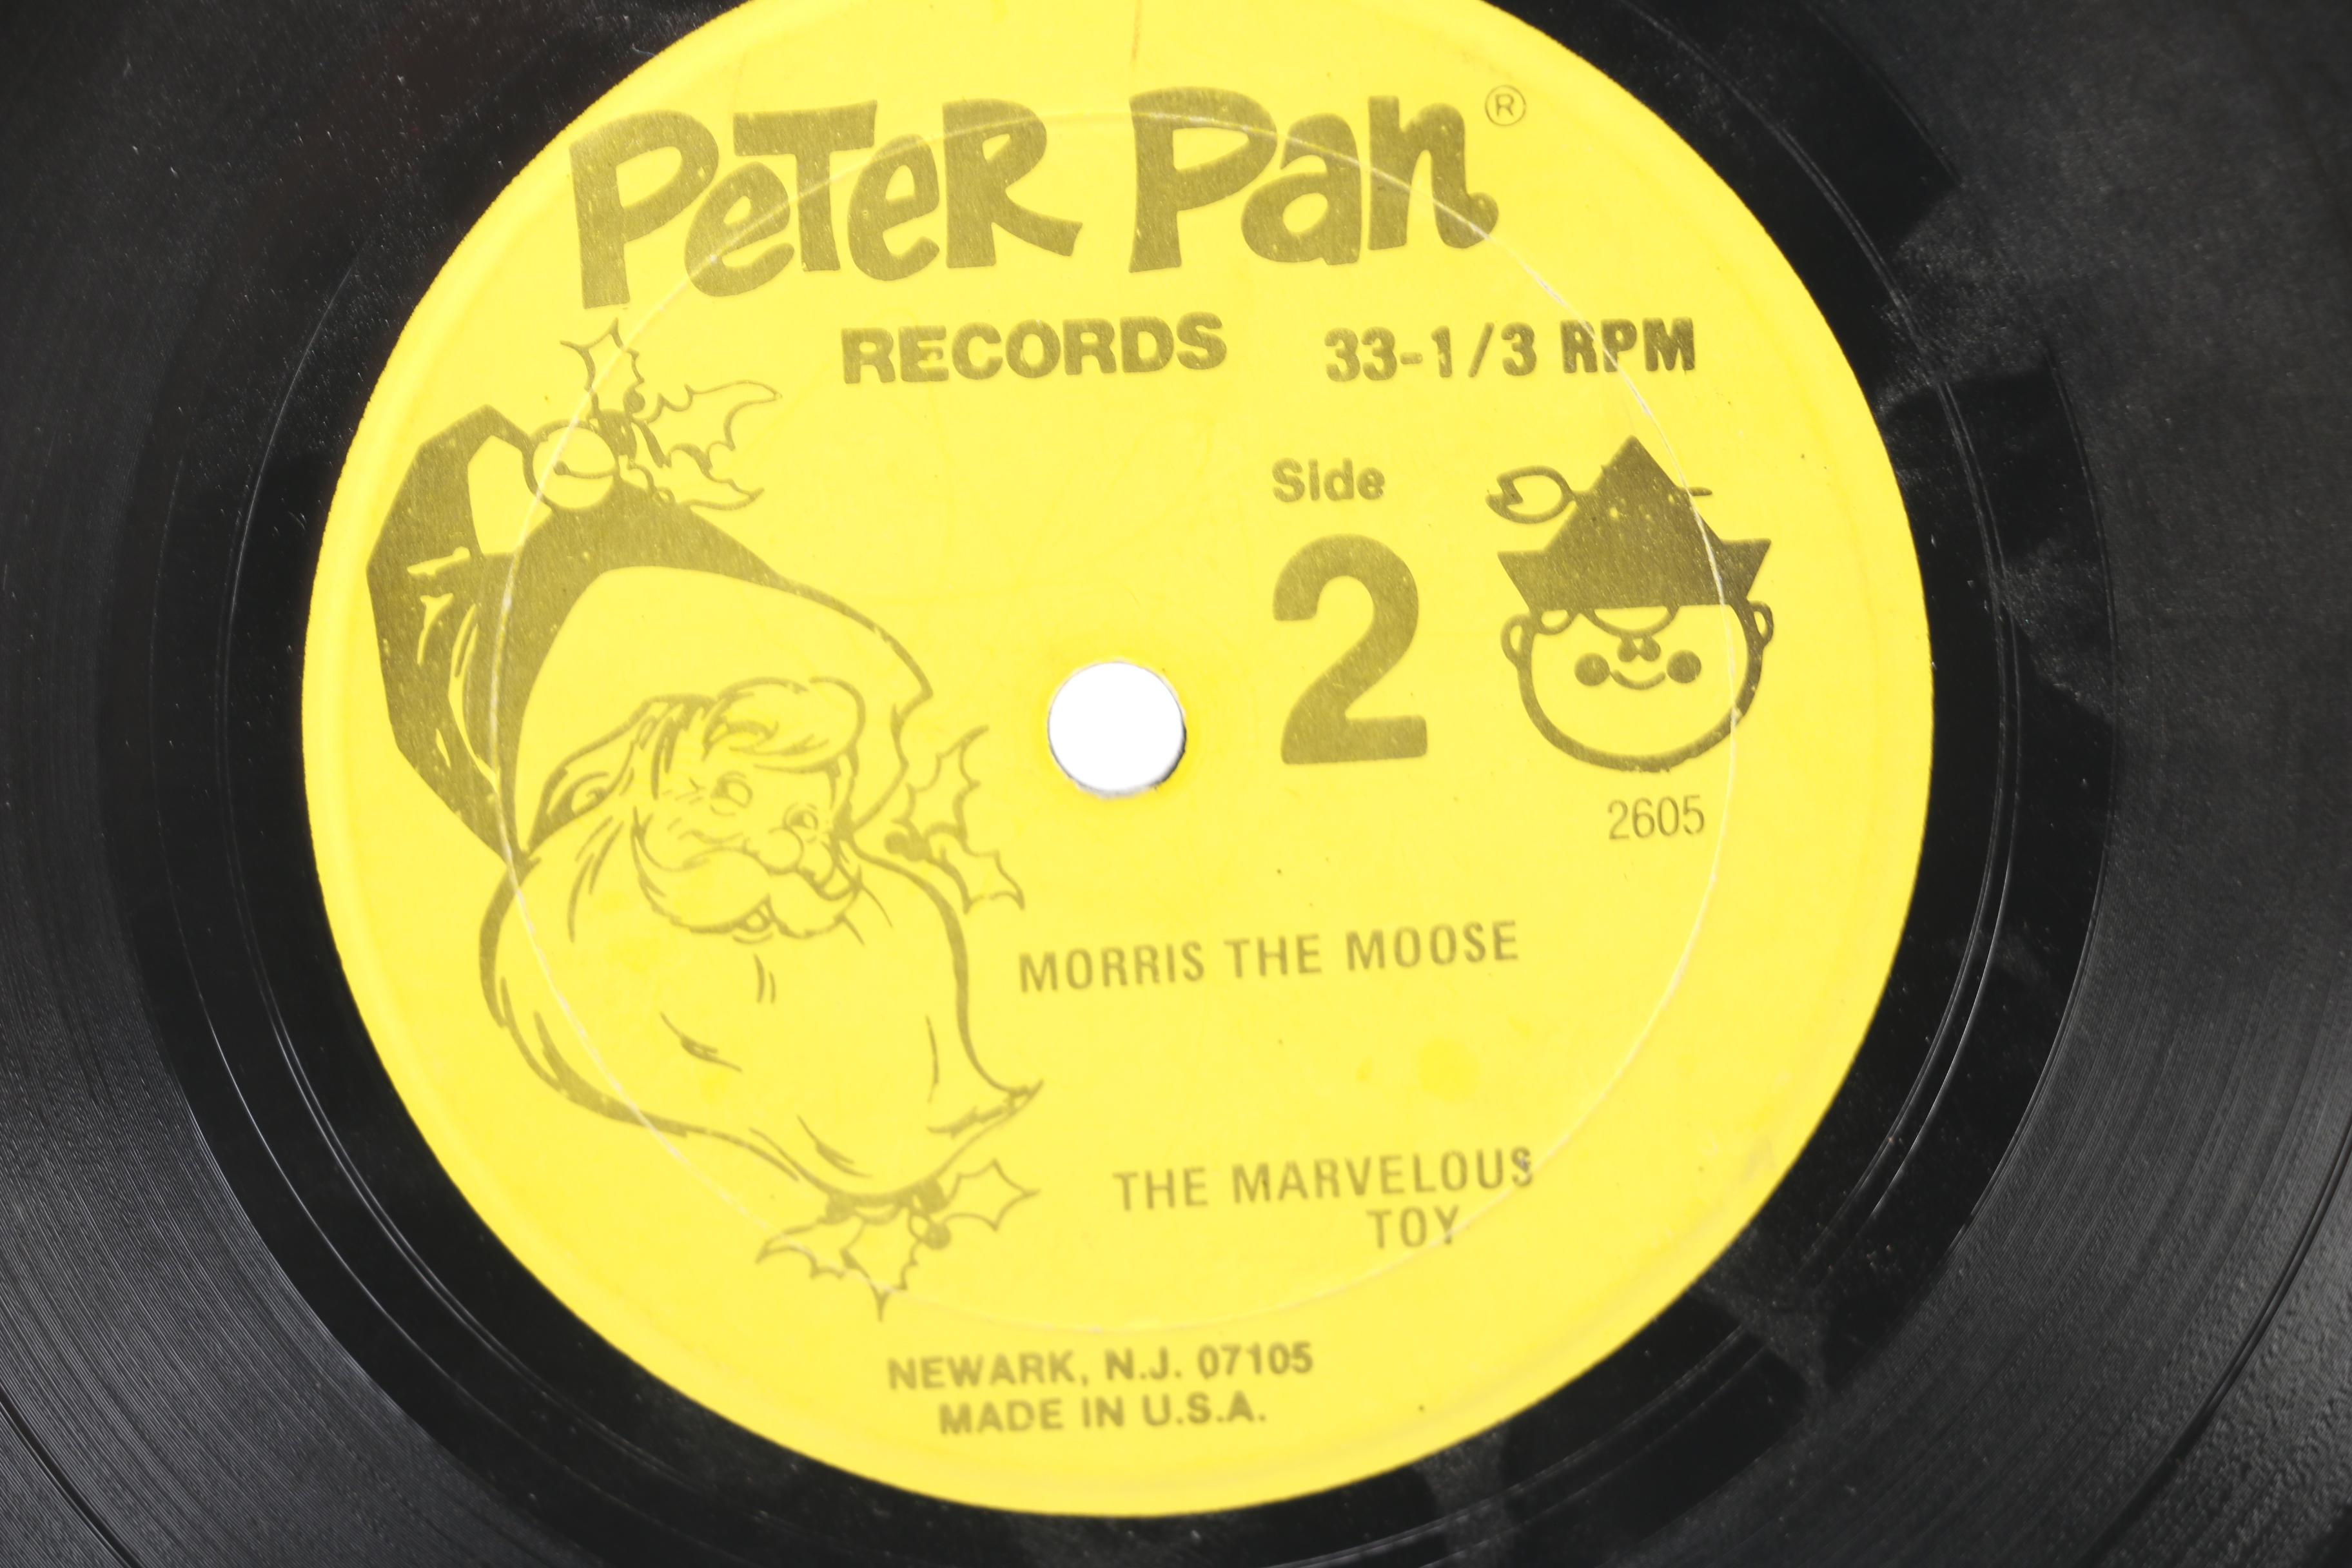 Peter Pan ®
RECORDS 33-1/3 RPM
Side
2
2605
MORRIS THE MOOSE
THE MARVELOUS
TOY
NEWARK, N.J. 07105
MADE IN U.S.A.